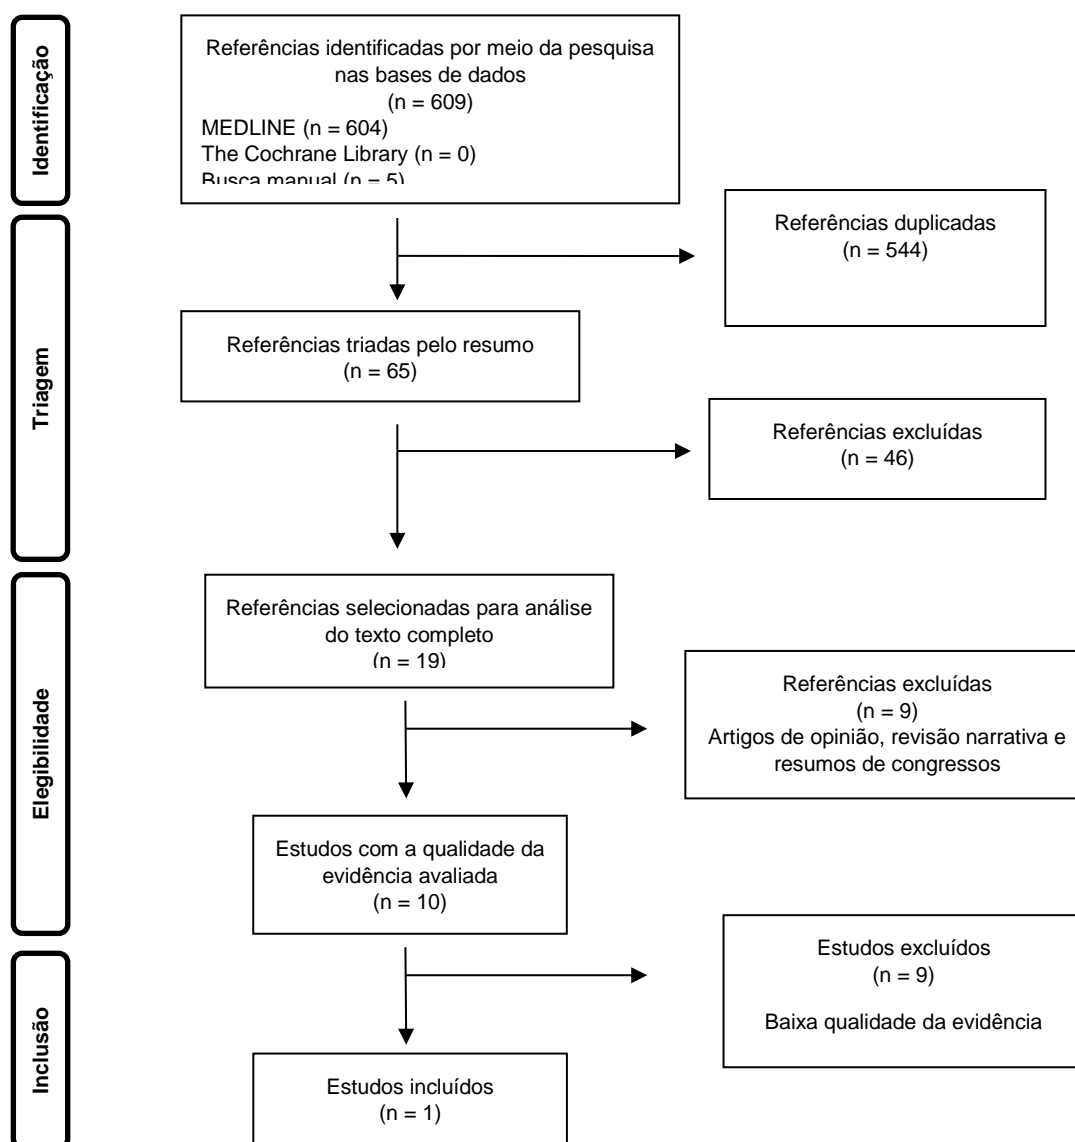 Identificação
Referências identificadas por meio da pesquisa
nas bases de dados
(n = 609)
MEDLINE (n = 604)
The Cochrane Library (n = 0)
Busca manual (n = 5)
Triagem
Referências duplicadas
(n = 544)
Referências triadas pelo resumo
(n = 65)
Referências excluídas
(n = 46)
Elegibilidade
Referências selecionadas para análise
do texto completo
(n = 19)
Referências excluídas
(n = 9)
Artigos de opinião, revisão narrativa e
resumos de congressos
Estudos com a qualidade da
evidência avaliada
(n = 10)
Inclusão
Estudos excluídos
(n = 9)
Baixa qualidade da evidência
Estudos incluídos
(n = 1)